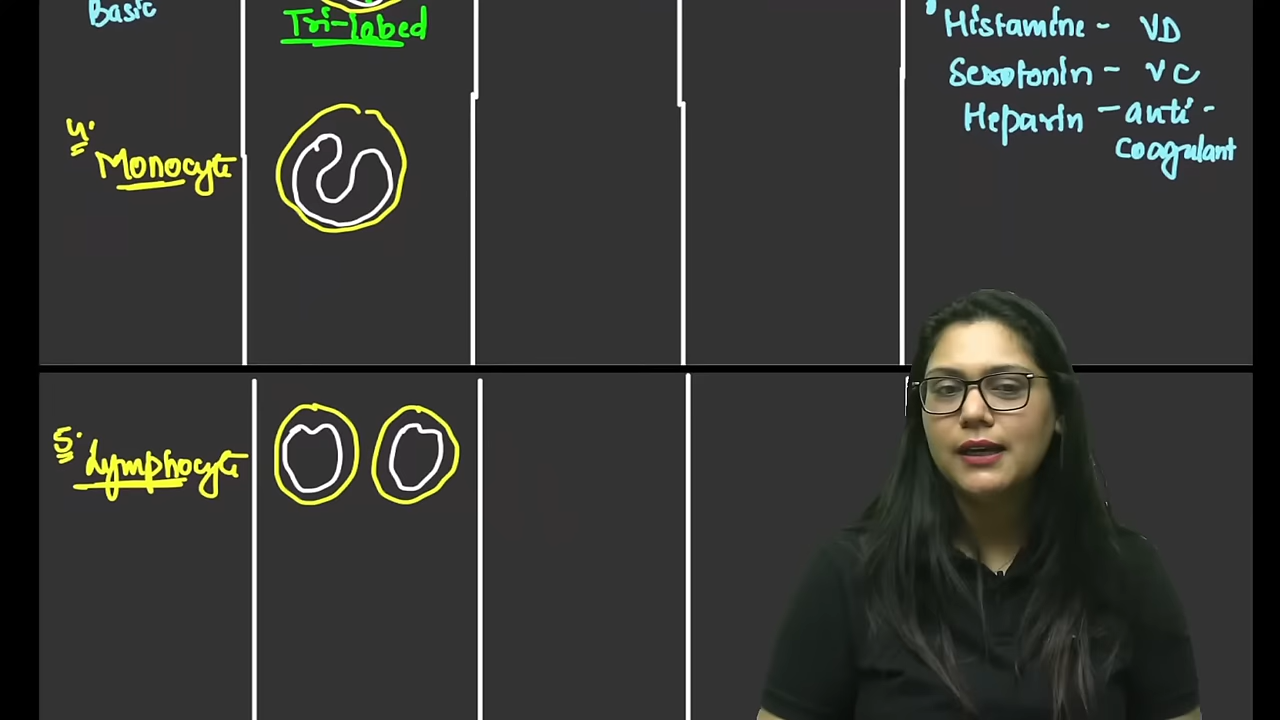 Basic
Tri-lobed
Histamine - VD
Serotonin - VC
Heparin - anti-
Coagulant
4. Monocyte
5. Lymphocyte